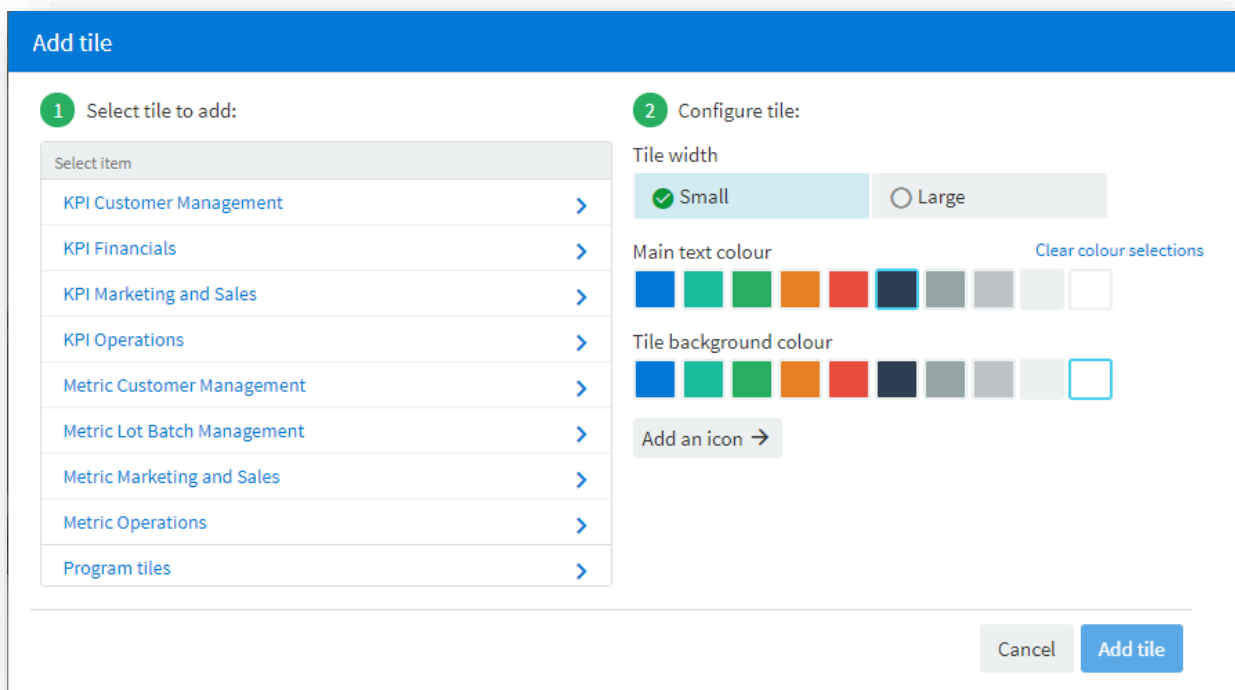 Add tile
1 Select tile to add:
Select item
KPI Customer Management
KPI Financials
KPI Marketing and Sales
KPI Operations
Metric Customer Management
Metric Lot Batch Management
Metric Marketing and Sales
Metric Operations
Program tiles
2 Configure tile:
Tile width
Small Large
Main text colour Clear colour selections
Tile background colour
Add an icon →
Cancel Add tile